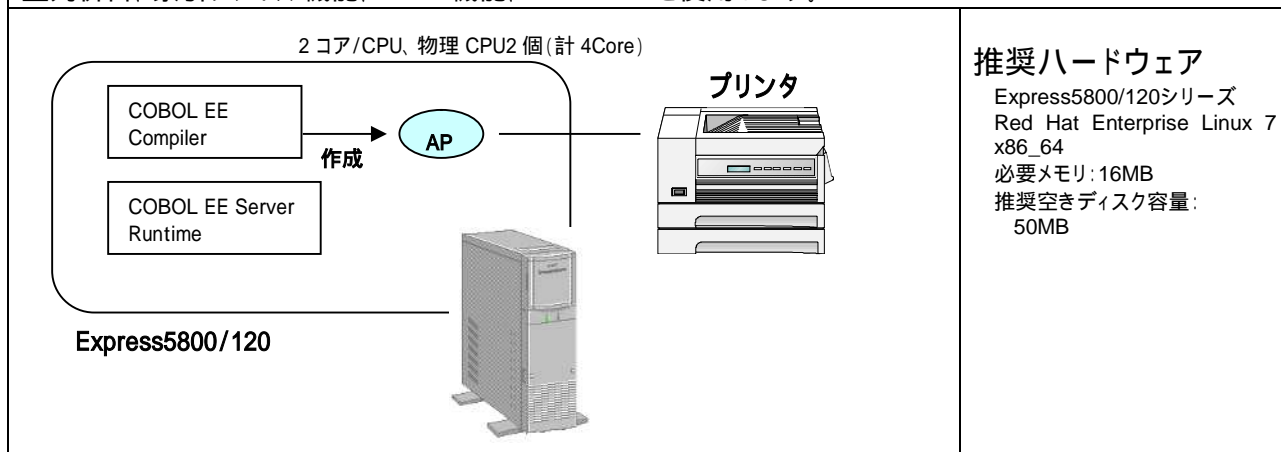 2 コア/CPU、物理 CPU2 個(計 4Core)
COBOL EE
Compiler
作成
AP
COBOL EE Server
Runtime
Express5800/120
プリンタ
推奨ハードウェア
Express5800/120シリーズ
Red Hat Enterprise Linux 7
x86_64
必要メモリ:16MB
推奨空きディスク容量:
50MB